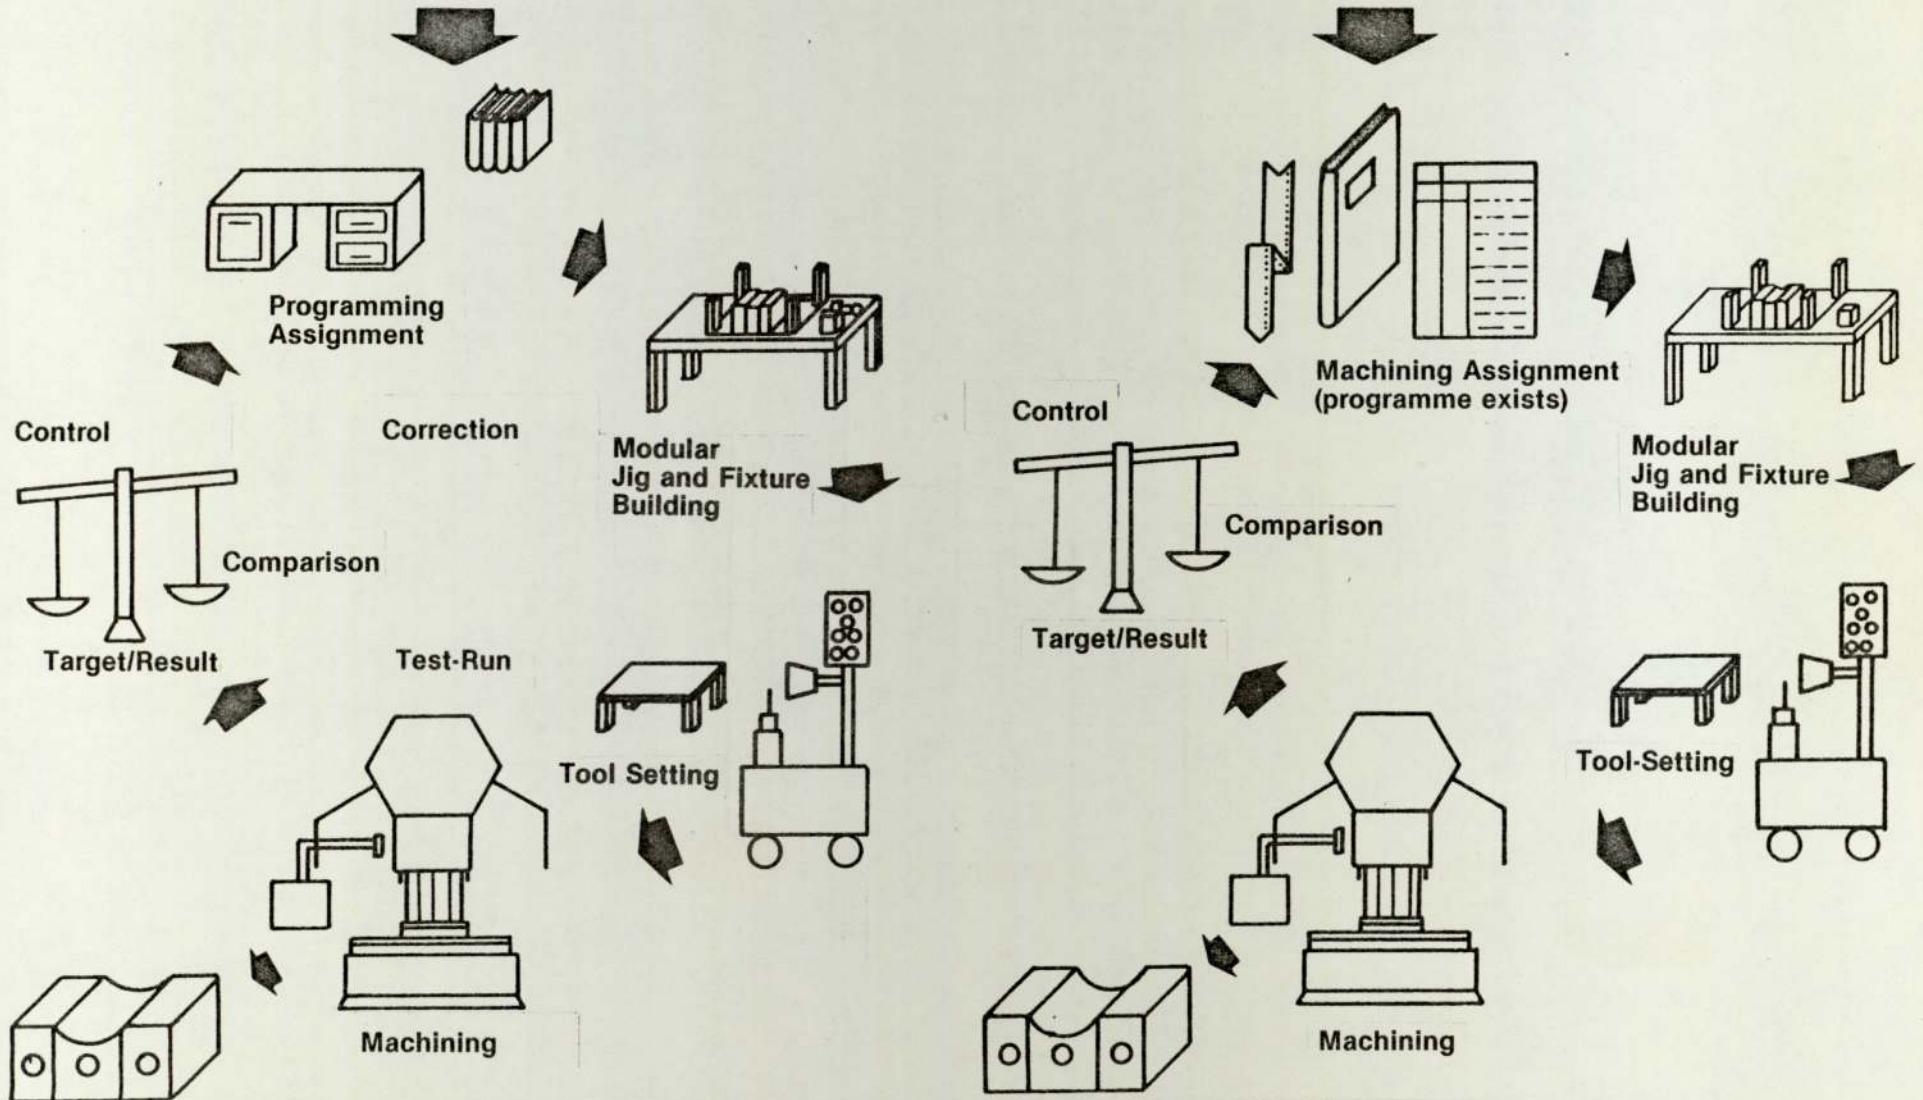 Programming
Assignment
Control
Correction
Modular
Jig and Fixture
Building
Comparison
Target/Result
Test-Run
Tool Setting
Machining
Machining Assignment
(programme exists)
Control
Modular
Jig and Fixture
Building
Comparison
Target/Result
Tool-Setting
Machining